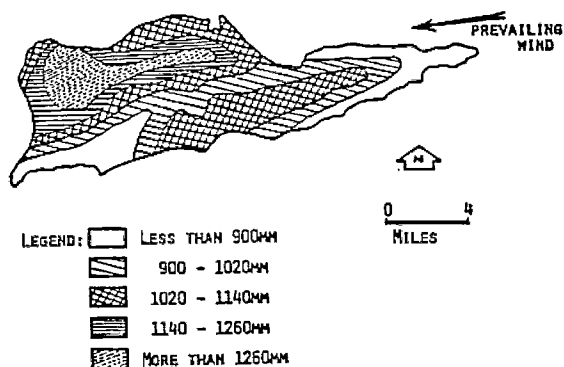 PREVAILING
WIND
N
0 4
MILES
LEGEND: LESS THAN 900MM
900 - 1020MM
1020 - 1140MM
1140 - 1260MM
MORE THAN 1260MM